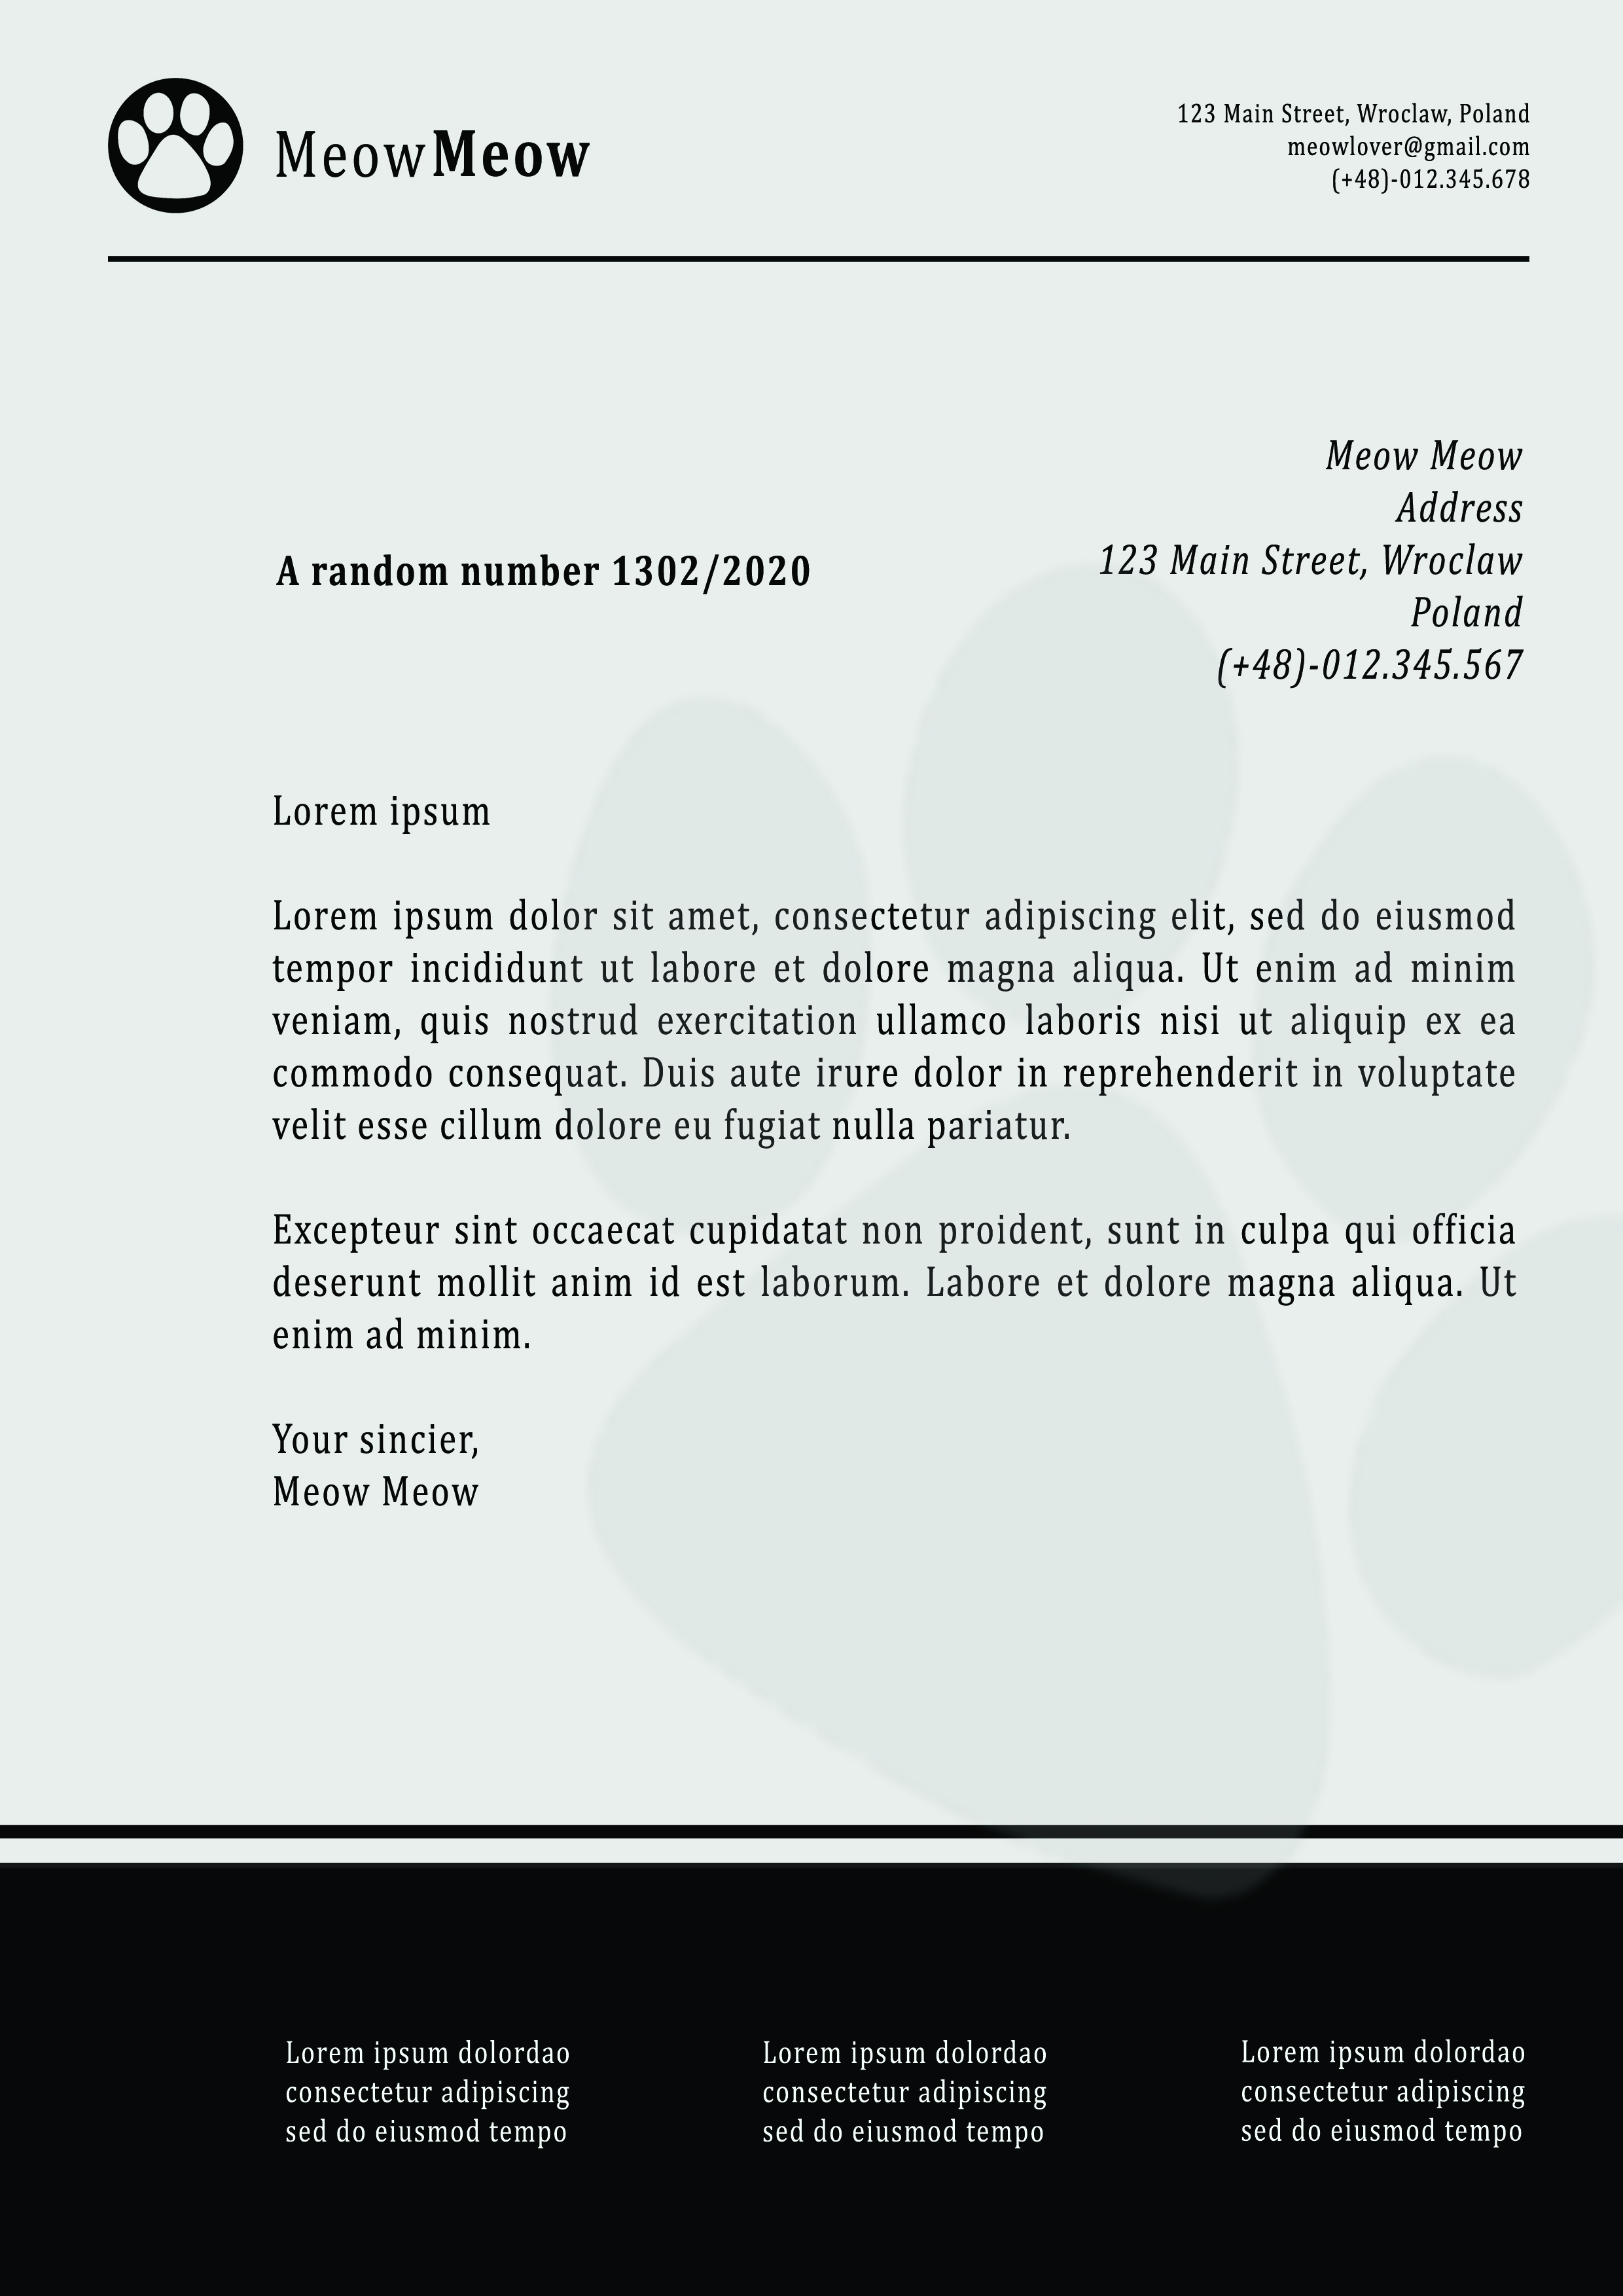 MeowMeow
123 Main Street, Wroclaw, Poland
meowlover@gmail.com
(+48)-012.345.678
Meow Meow
Address
123 Main Street, Wroclaw
Poland
(+48)-012.345.567
A random number 1302/2020
Lorem ipsum
Lorem ipsum dolor sit amet, consectetur adipiscing elit, sed do eiusmod
tempor incididunt ut labore et dolore magna aliqua. Ut enim ad minim
veniam, quis nostrud exercitation ullamco laboris nisi ut aliquip ex ea
commodo consequat. Duis aute irure dolor in reprehenderit in voluptate
velit esse cillum dolore eu fugiat nulla pariatur.
Excepteur sint occaecat cupidatat non proident, sunt in culpa qui officia
deserunt mollit anim id est laborum. Labore et dolore magna aliqua. Ut
enim ad minim.
Your sincier,
Meow Meow
Lorem ipsum dolordao
consectetur adipiscing
sed do eiusmod tempo
Lorem ipsum dolordao
consectetur adipiscing
sed do eiusmod tempo
Lorem ipsum dolordao
consectetur adipiscing
sed do eiusmod tempo